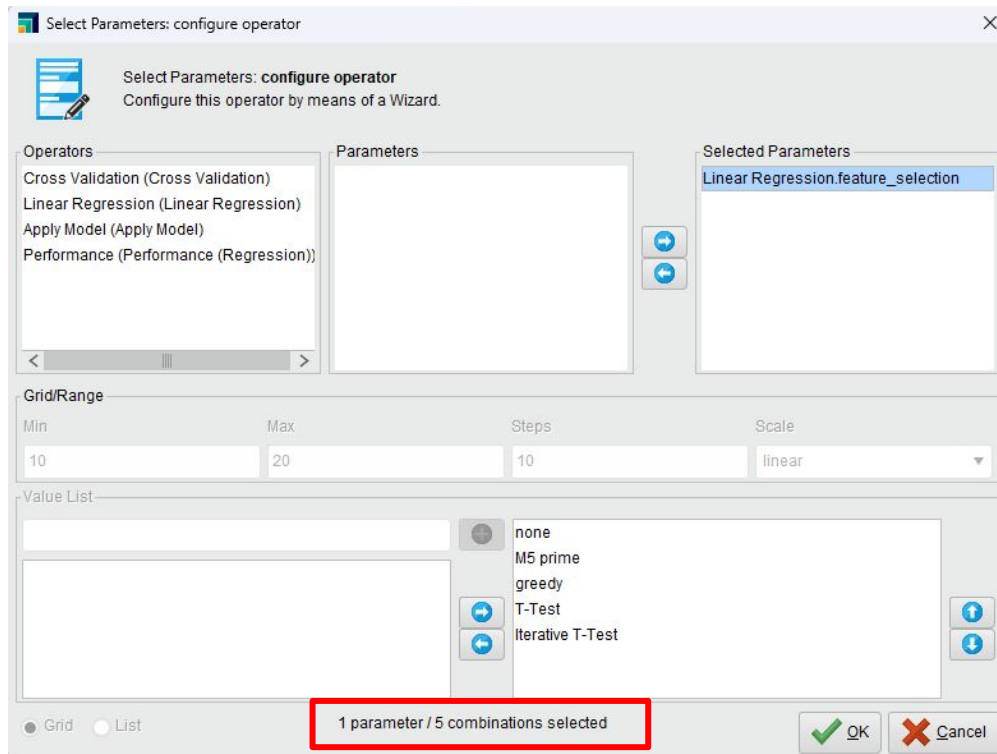 Select Parameters: configure operator
Select Parameters: configure operator
Configure this operator by means of a Wizard.
Operators
Cross Validation (Cross Validation)
Linear Regression (Linear Regression)
Apply Model (Apply Model)
Performance (Performance (Regression))
Parameters
Selected Parameters
Linear Regression.feature_selection
Grid/Range
Min
Max
Steps
Scale
10
20
10
linear
Value List
none
M5 prime
greedy
T-Test
Iterative T-Test
Grid
List
1 parameter / 5 combinations selected
OK
Cancel